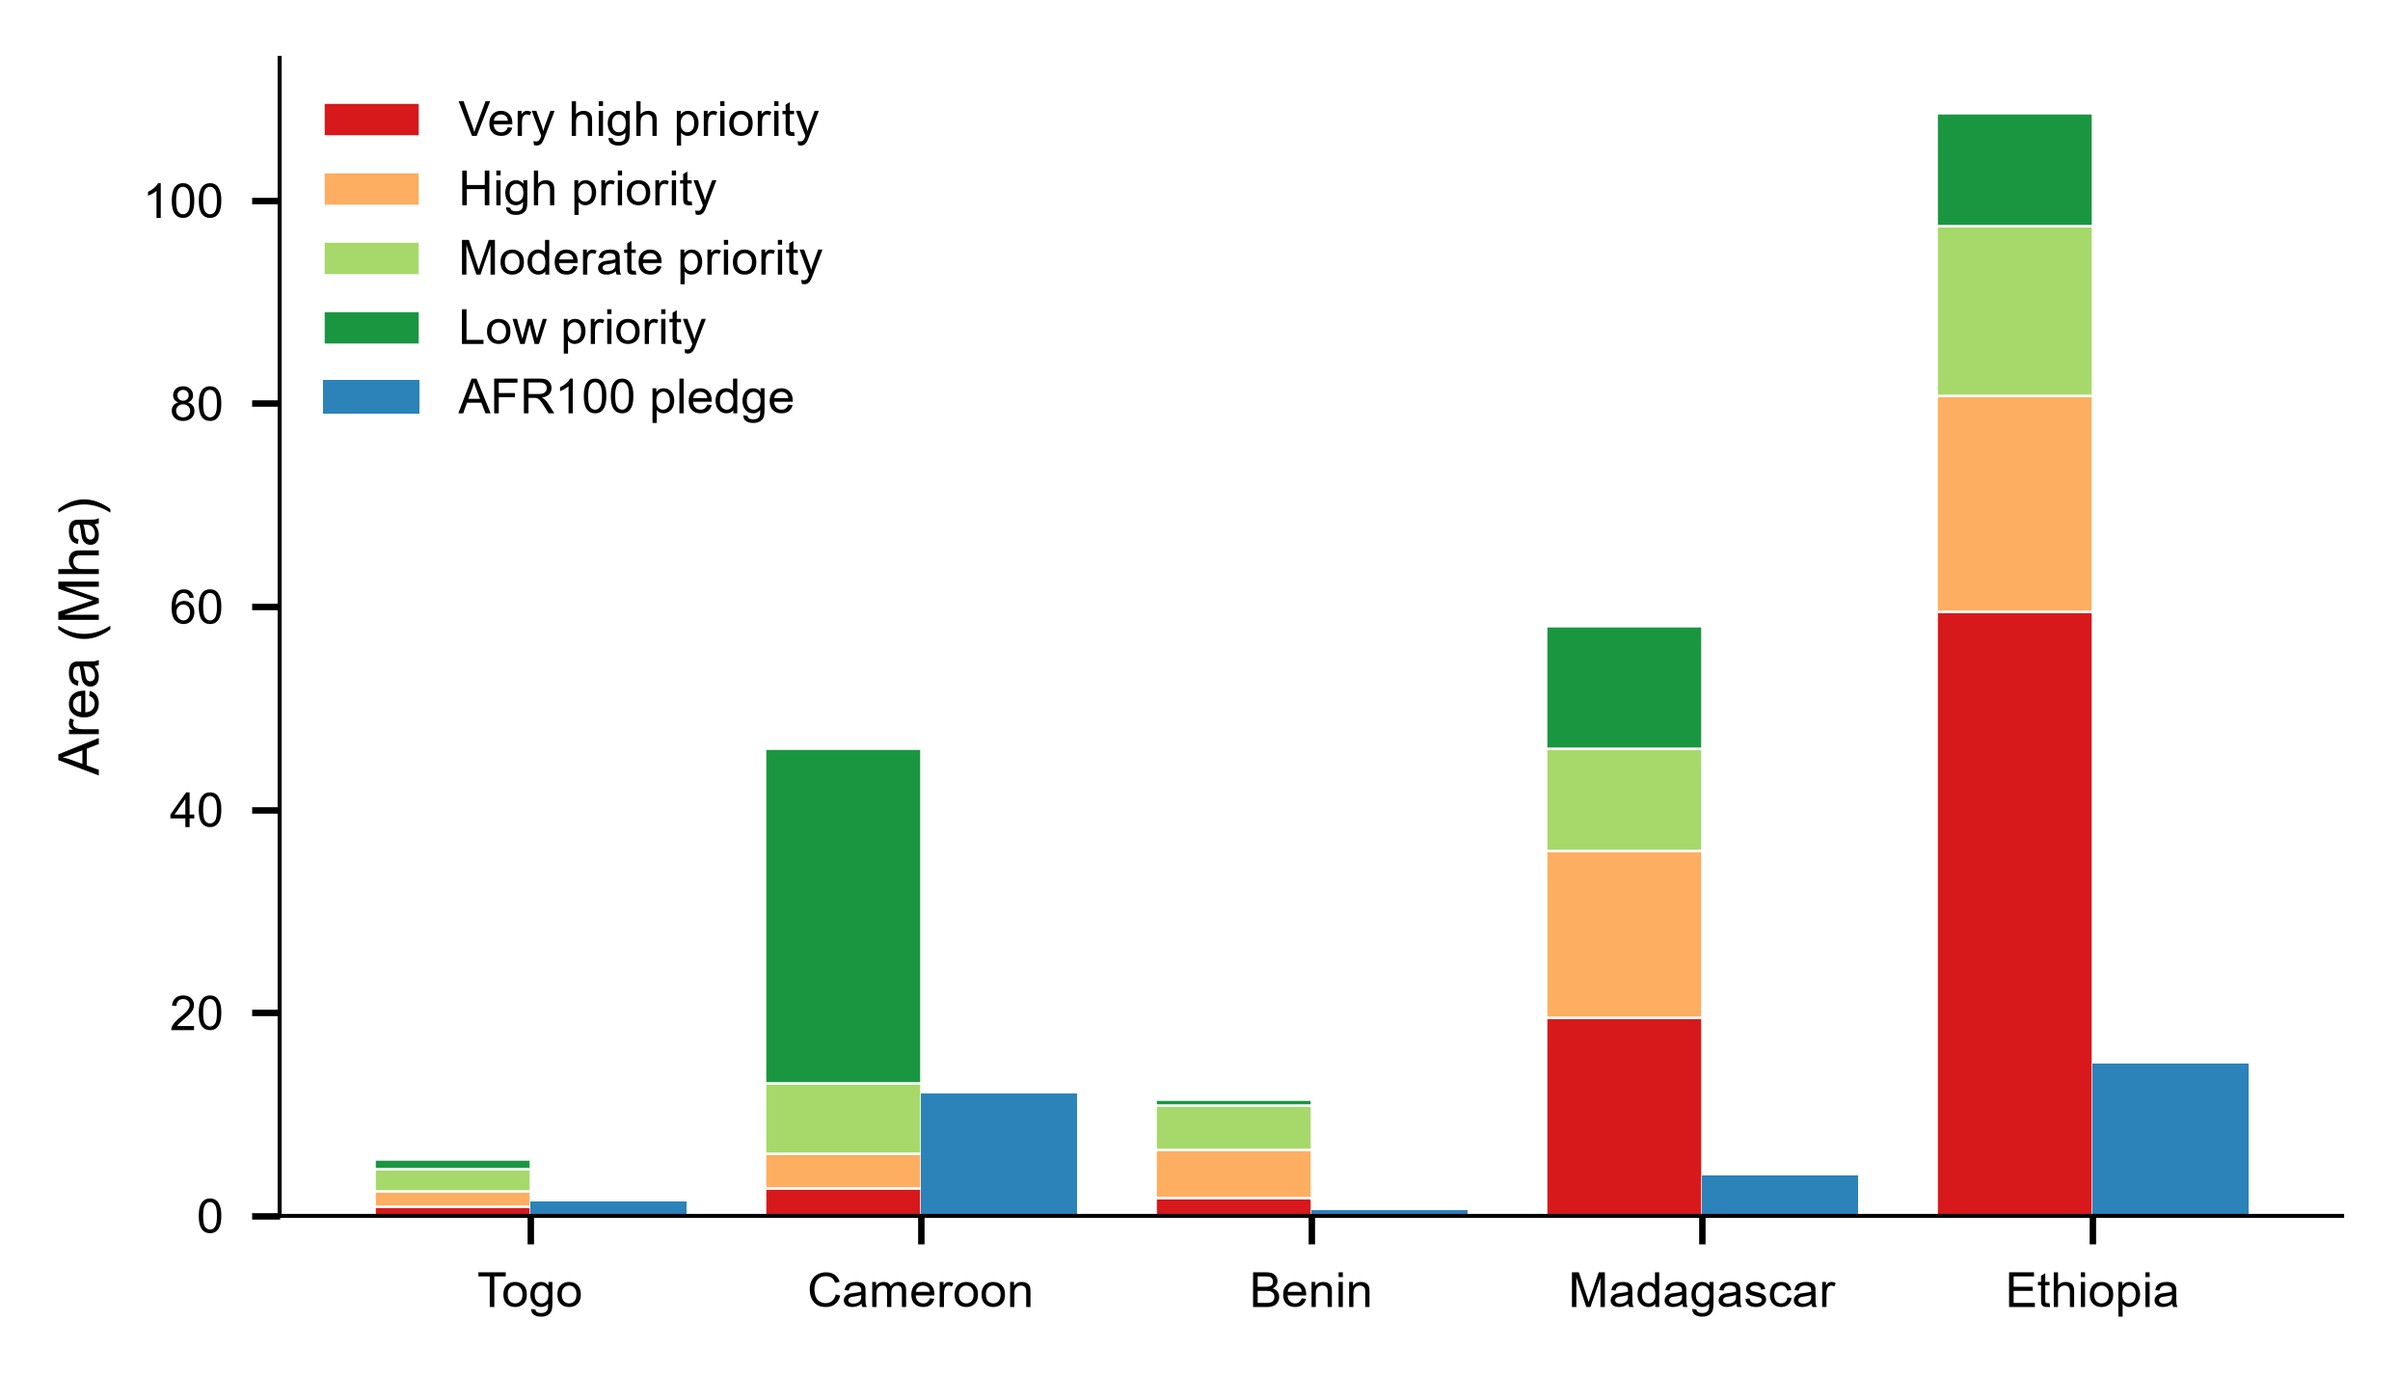 Very high priority
High priority
Moderate priority
Low priority
AFR100 pledge
Area (Mha)
100
80
60
40
20
0
Togo
Cameroon
Benin
Madagascar
Ethiopia